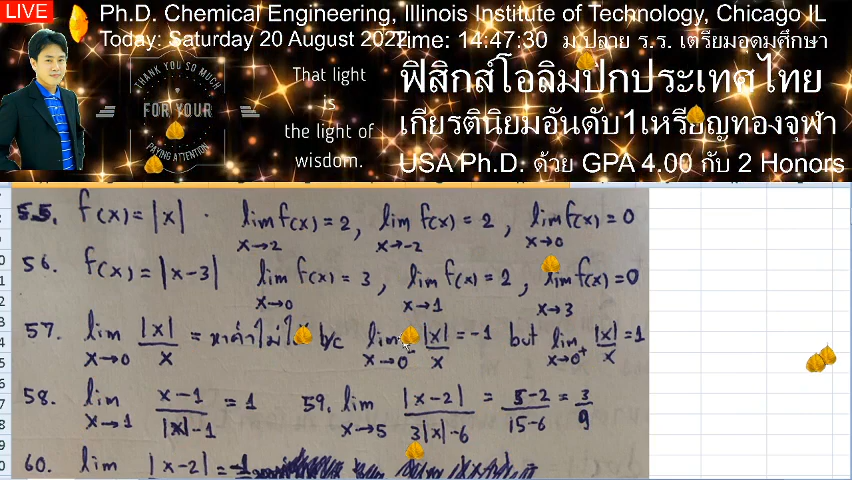 LIVE
Ph.D. Chemical Engineering, Illinois Institute of Technology, Chicago IL
Today: Saturday 20 August 2022 Time: 14:47:30 ม.ปลาย ร.ร. เตรียมอุดมศึกษา
THANK YOU SO MUCH
FOR YOUR
PAYING ATTENTION
That light
is
the light of
wisdom.
ฟิสิกส์โอลิมปิกประเทศไทย
เกียรตินิยมอันดับ1เหรียญทองจุฬา
USA Ph.D. ด้วย GPA 4.00 กับ 2 Honors
55. f(x) = |x| . lim x→2 f(x) = 2, lim x→-2 f(x) = 2, lim x→0 f(x) = 0
56. f(x) = |x-3| lim x→0 f(x) = 3, lim x→1 f(x) = 2, lim x→3 f(x) = 0
57. lim x→0 |x|/x = หาค่าไม่ได้ b/c lim x→0⁻ |x|/x = -1 but lim x→0⁺ |x|/x = 1
58. lim x→1 x-1/|x|-1 = 1 59. lim x→5 |x-2|/3|x|-6 = 5-2/15-6 = 3/9
60. lim |x-2| =